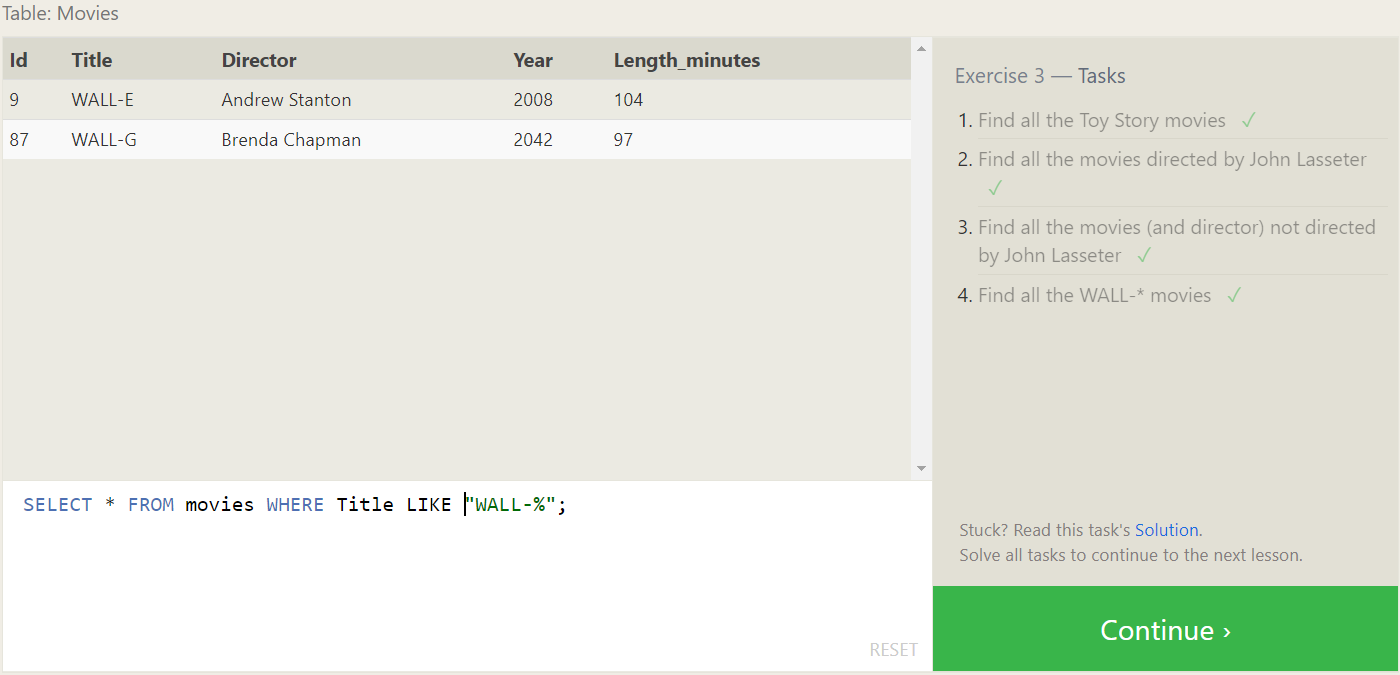 Table: Movies
Id Title Director Year Length_minutes
9 WALL-E Andrew Stanton 2008 104
87 WALL-G Brenda Chapman 2042 97
SELECT * FROM movies WHERE Title LIKE "WALL-%";
RESET
Exercise 3 — Tasks
1. Find all the Toy Story movies ✓
2. Find all the movies directed by John Lasseter
✓
3. Find all the movies (and director) not directed
by John Lasseter ✓
4. Find all the WALL-* movies ✓
Stuck? Read this task's Solution.
Solve all tasks to continue to the next lesson.
Continue ›